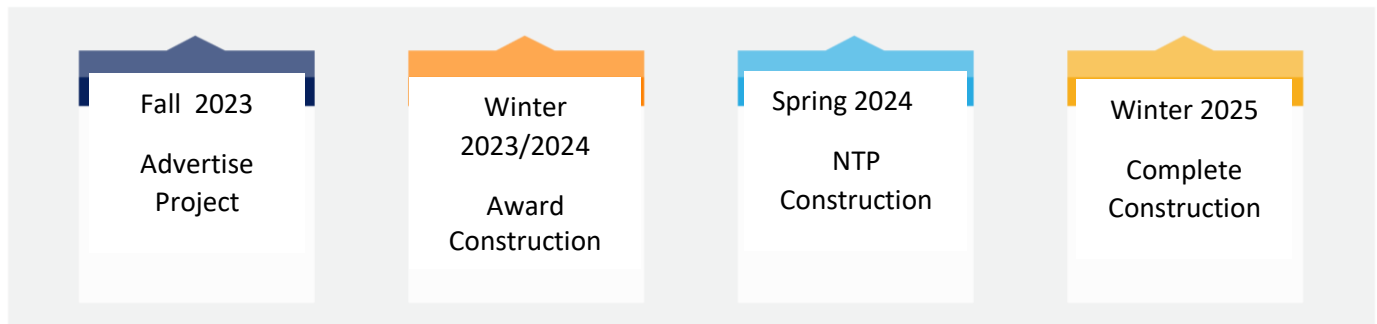 Fall 2023
Advertise
Project
Winter
2023/2024
Award
Construction
Spring 2024
NTP
Construction
Winter 2025
Complete
Construction